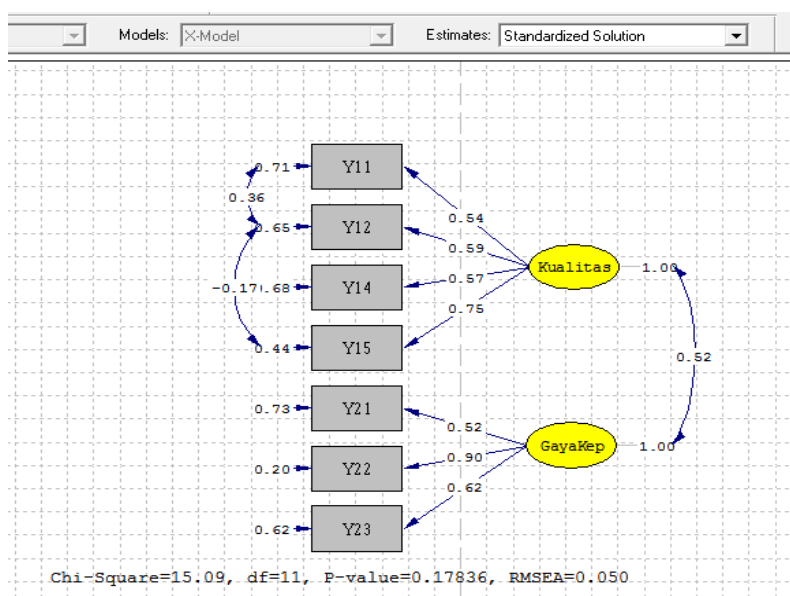 Models: X-Model Estimates: Standardized Solution
0.71 Y11
0.36
0.54
0.65 Y12
0.59
Kualitas 1.00
-0.17 0.68 Y14
0.57
0.75
0.44 Y15
0.52
0.73 Y21
0.52
GayaKep 1.00
0.20 Y22
0.90
0.62
0.62 Y23
Chi-Square=15.09, df=11, P-value=0.17836, RMSEA=0.050